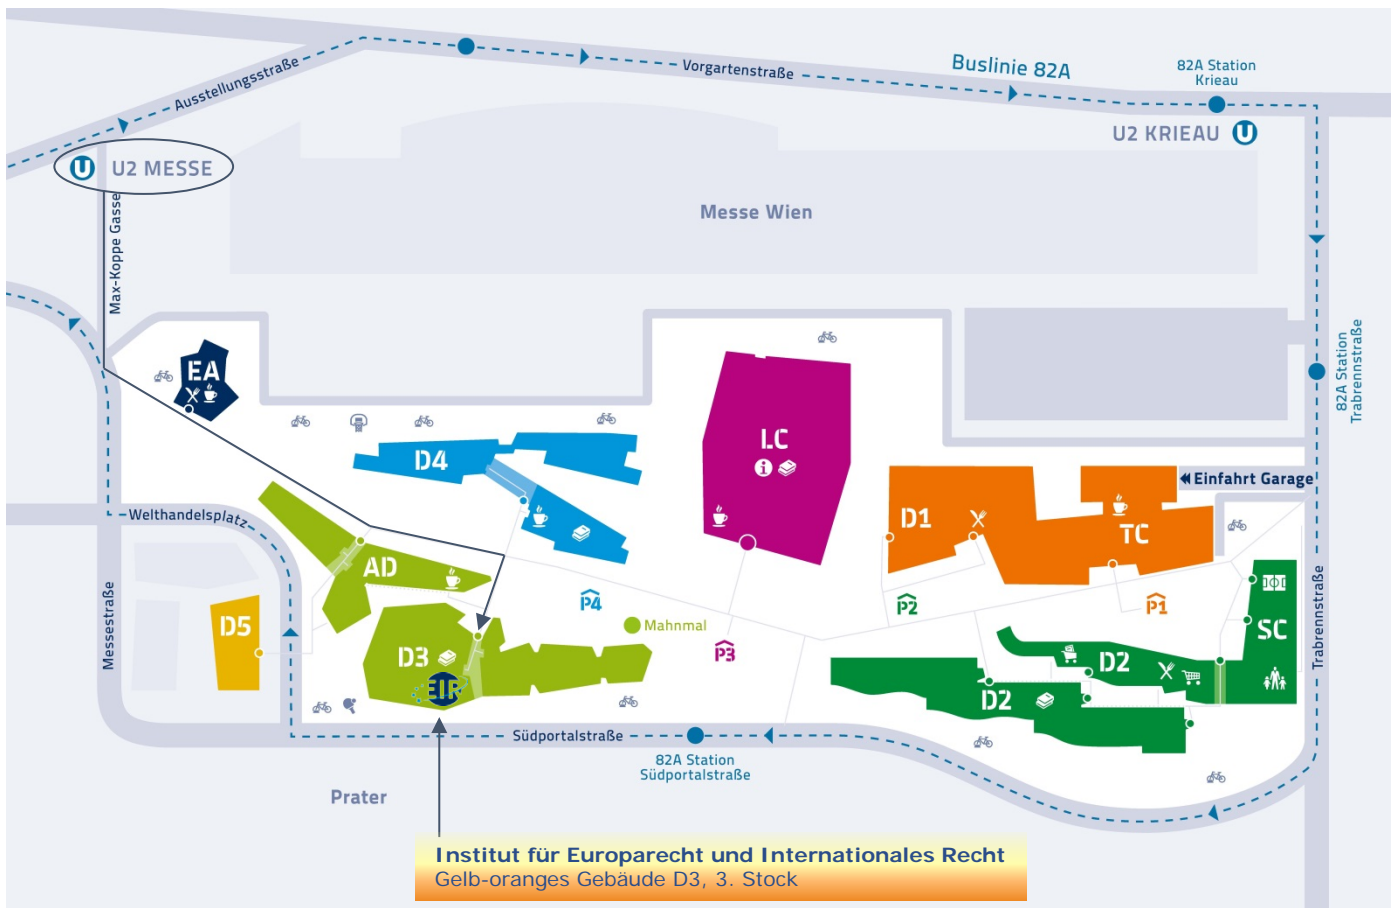 Buslinie 82A
82A Station
Krieau
Ausstellungsstraße
Vorgartenstraße
U2 KRIEAU U
U U2 MESSE
Max-Koppe Gasse
Messe Wien
82A Station
Trabrennstraße
EA
D4
LC
i
Einfahrt Garage
D1
TC
Welthandelsplatz
AD
P4
P2
P1
Messestraße
D5
Mahnmal
SC
Trabrennstraße
D3
P3
D2
D2
EIR
Südportalstraße
82A Station
Südportalstraße
Prater
Institut für Europarecht und Internationales Recht
Gelb-oranges Gebäude D3, 3. Stock